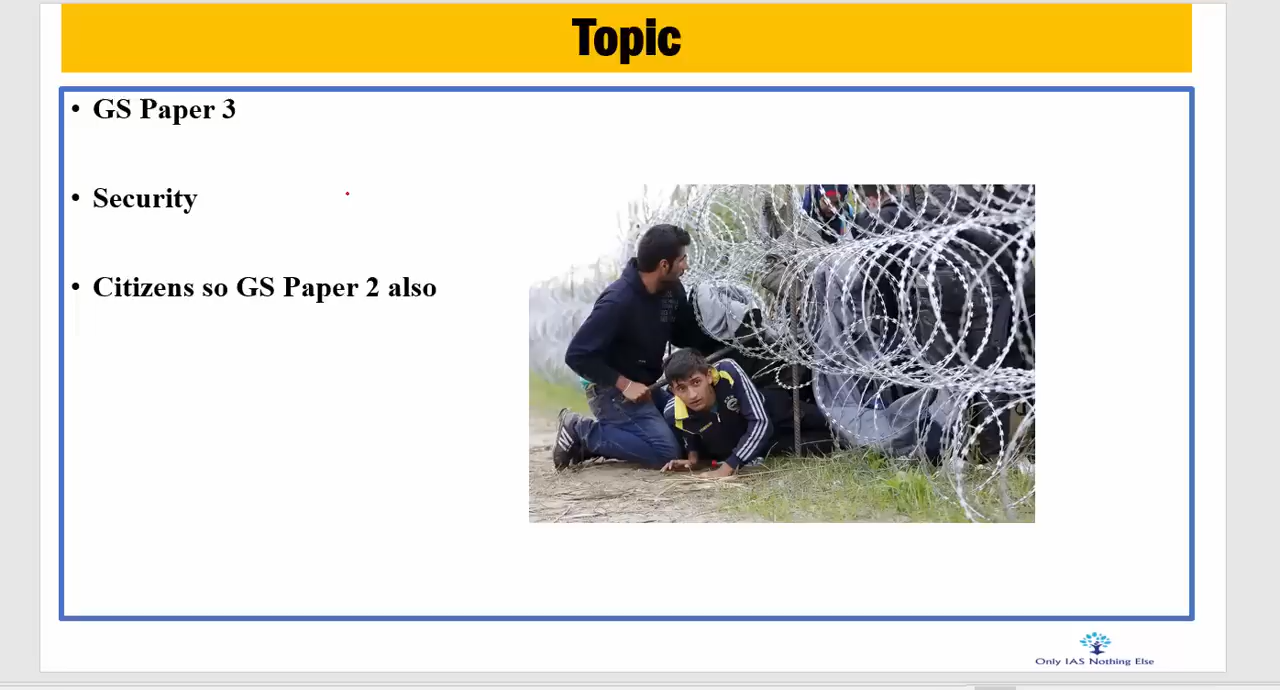 Topic
• GS Paper 3
• Security
• Citizens so GS Paper 2 also
Only IAS Nothing Else